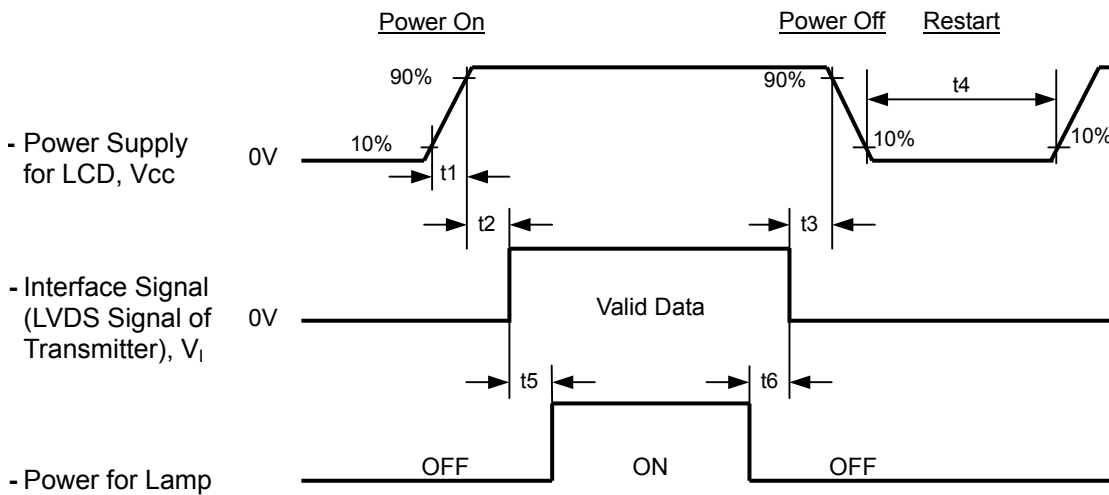 Power On
Power Off Restart
90%
90%
t4
- Power Supply
for LCD, Vcc
0V
10%
10%
10%
t1
t2
t3
- Interface Signal
(LVDS Signal of
Transmitter), VI
0V
Valid Data
t5
t6
- Power for Lamp
OFF
ON
OFF